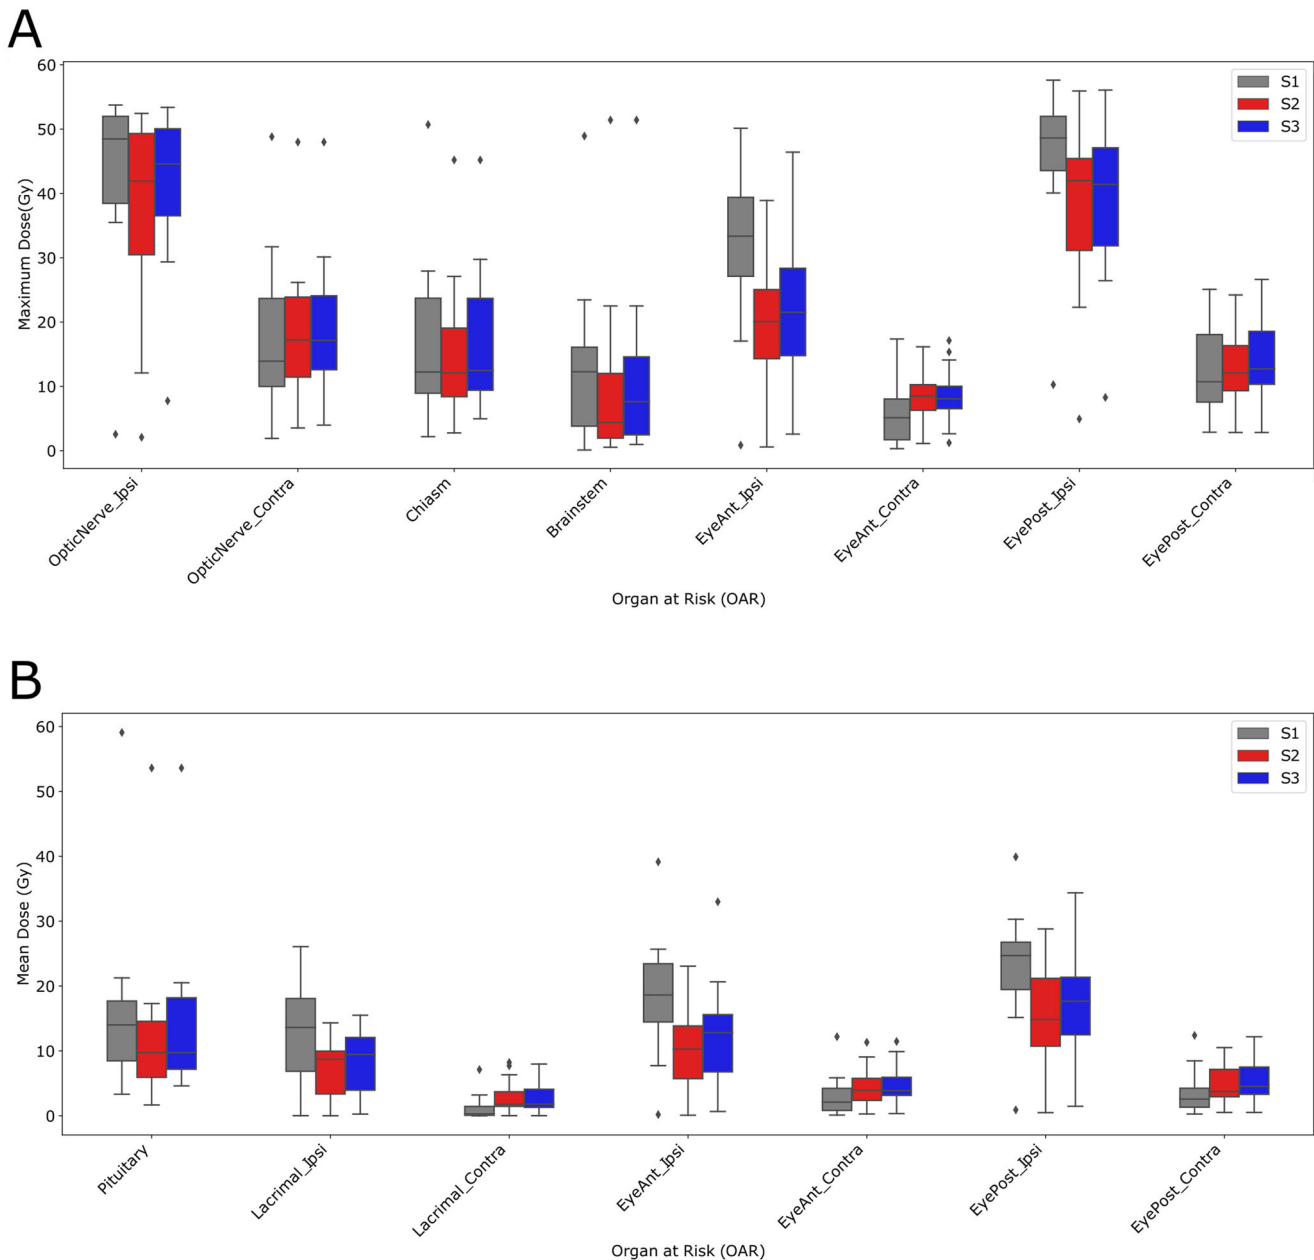 A
60
50
40
30
20
10
0
Maximum Dose(Gy)
S1
S2
S3
OpticNerve_Ipsi
OpticNerve_Contra
Chiasm
Brainstem
EyeAnt_Ipsi
EyeAnt_Contra
EyePost_Ipsi
EyePost_Contra
Organ at Risk (OAR)
B
60
50
40
30
20
10
0
Mean Dose (Gy)
S1
S2
S3
Pituitary
Lacrimal_Ipsi
Lacrimal_Contra
EyeAnt_Ipsi
EyeAnt_Contra
EyePost_Ipsi
EyePost_Contra
Organ at Risk (OAR)